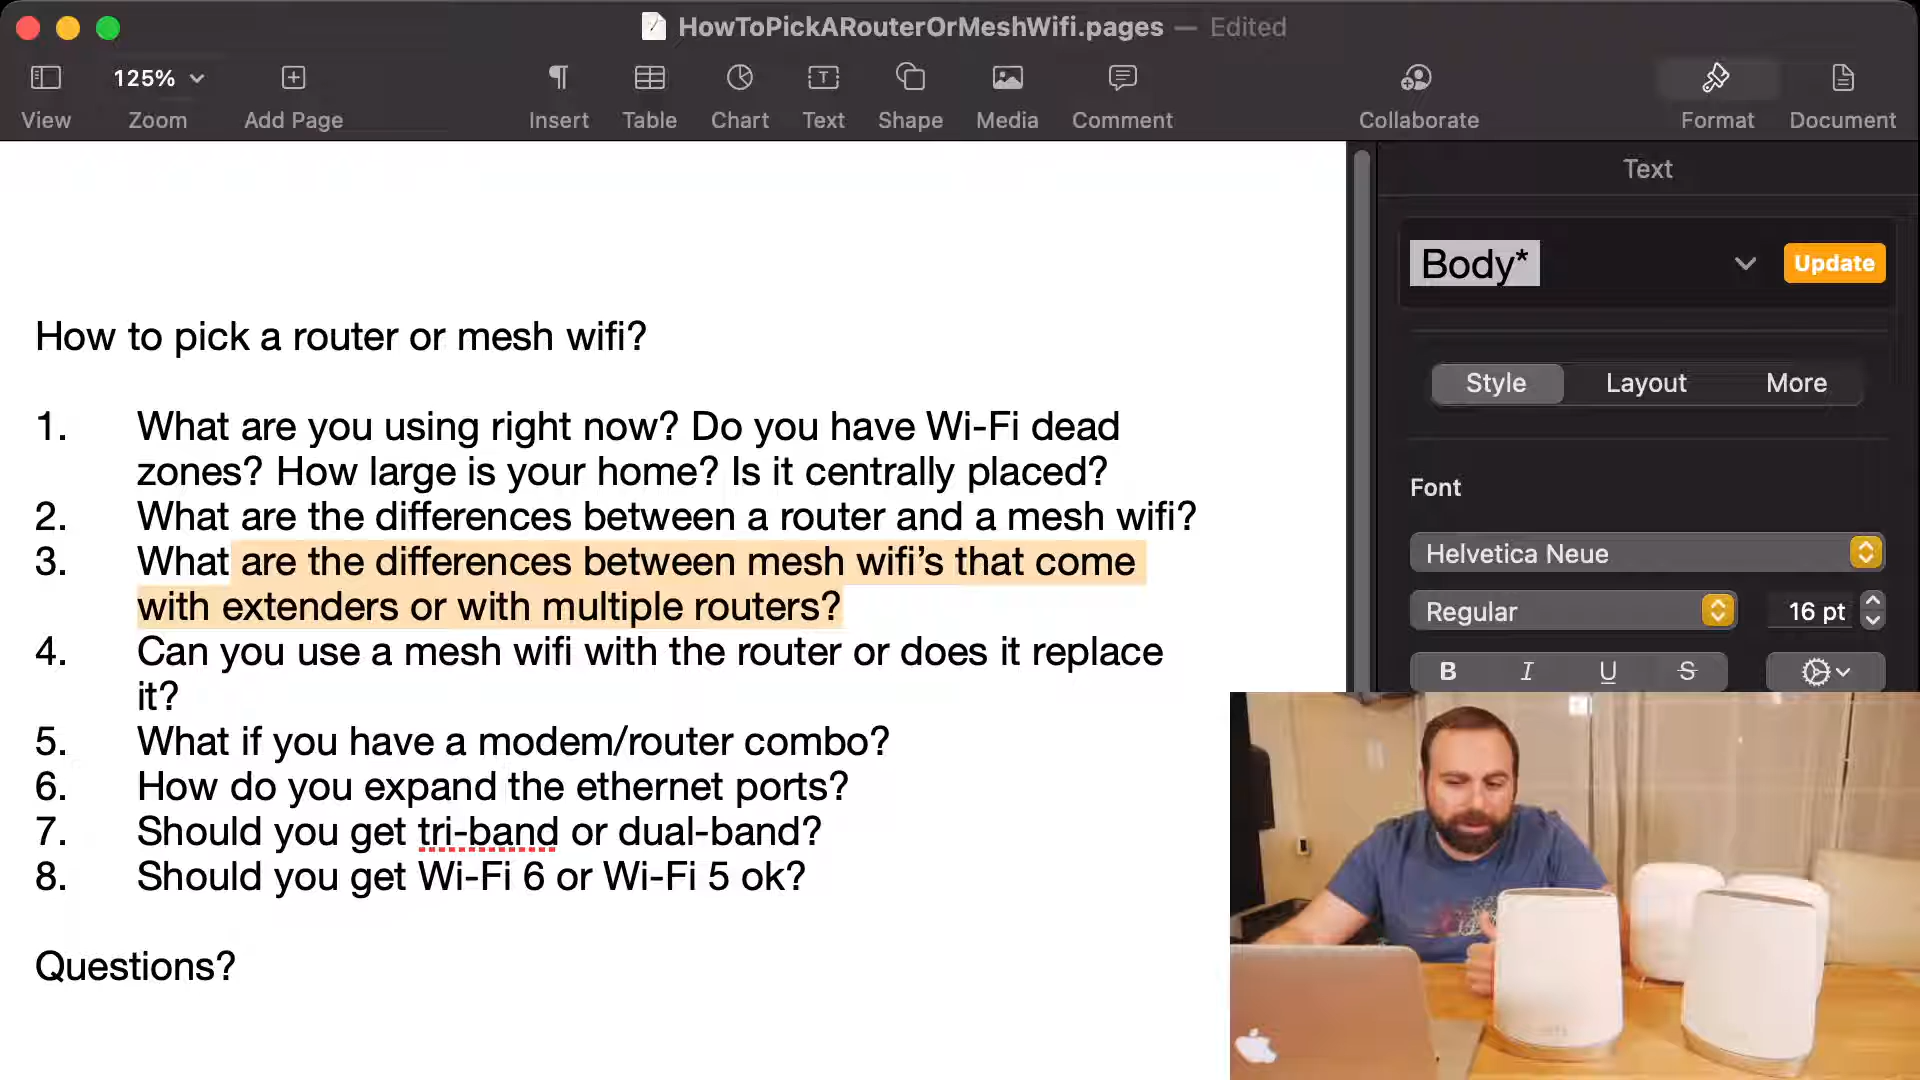 HowToPickARouterOrMeshWifi.pages — Edited
125%
View Zoom Add Page Insert Table Chart Text Shape Media Comment Collaborate Format Document
Text
Body* Update
Style Layout More
Font
Helvetica Neue
Regular 16 pt
B I U S
How to pick a router or mesh wifi?
1. What are you using right now? Do you have Wi-Fi dead
zones? How large is your home? Is it centrally placed?
2. What are the differences between a router and a mesh wifi?
3. What are the differences between mesh wifi’s that come
with extenders or with multiple routers?
4. Can you use a mesh wifi with the router or does it replace
it?
5. What if you have a modem/router combo?
6. How do you expand the ethernet ports?
7. Should you get tri-band or dual-band?
8. Should you get Wi-Fi 6 or Wi-Fi 5 ok?
Questions?